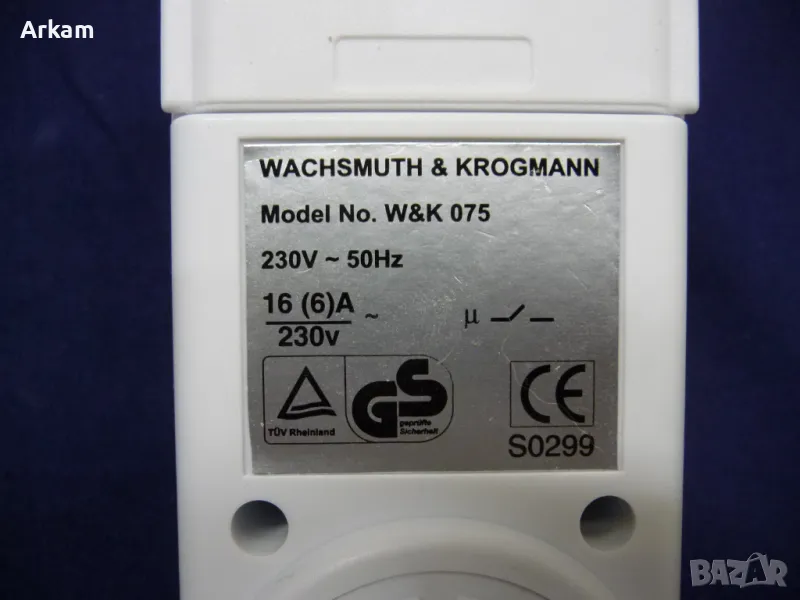 Arkam
WACHSMUTH & KROGMANN
Model No. W&K 075
230V ~ 50Hz
16 (6)A
230v
~
µ
TÜV Rheinland
GS
geprüfte
Sicherheit
CE
S0299
BAZAR